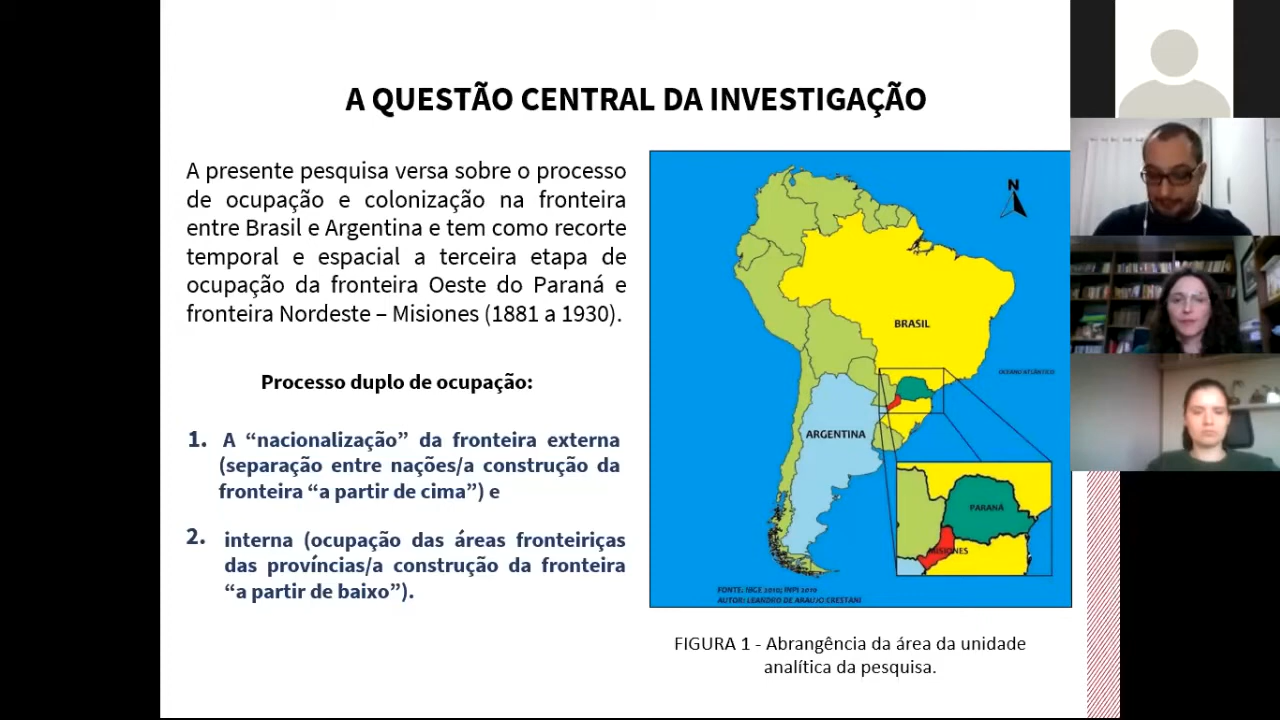 A QUESTÃO CENTRAL DA INVESTIGAÇÃO
A presente pesquisa versa sobre o processo
de ocupação e colonização na fronteira
entre Brasil e Argentina e tem como recorte
temporal e espacial a terceira etapa de
ocupação da fronteira Oeste do Paraná e
fronteira Nordeste – Misiones (1881 a 1930).
Processo duplo de ocupação:
1. A “nacionalização” da fronteira externa
(separação entre nações/a construção da
fronteira “a partir de cima”) e
2. interna (ocupação das áreas fronteiriças
das províncias/a construção da fronteira
“a partir de baixo”).
N
BRASIL
OCEANO ATLÂNTICO
ARGENTINA
PARANÁ
MISIONES
FONTE: IBGE 2010; INPI 2019
AUTOR: LEANDRO DE ARAÚJO CRESTANI
FIGURA 1 - Abrangência da área da unidade
analítica da pesquisa.